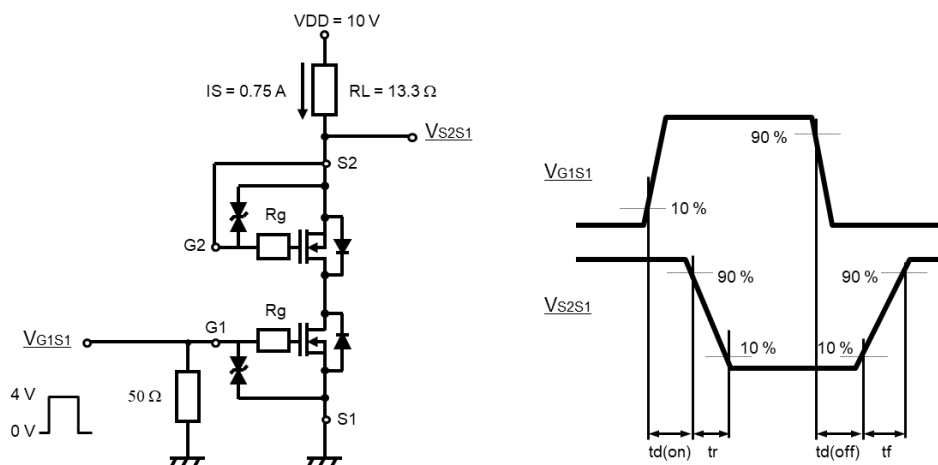 VDD = 10 V
IS = 0.75 A
RL = 13.3 Ω
VS2S1
S2
Rg
G2
Rg
G1
VG1S1
50 Ω
4 V
0 V
S1
VG1S1
90 %
10 %
VS2S1
90 %
90 %
10 %
10 %
td(on)
tr
td(off)
tf